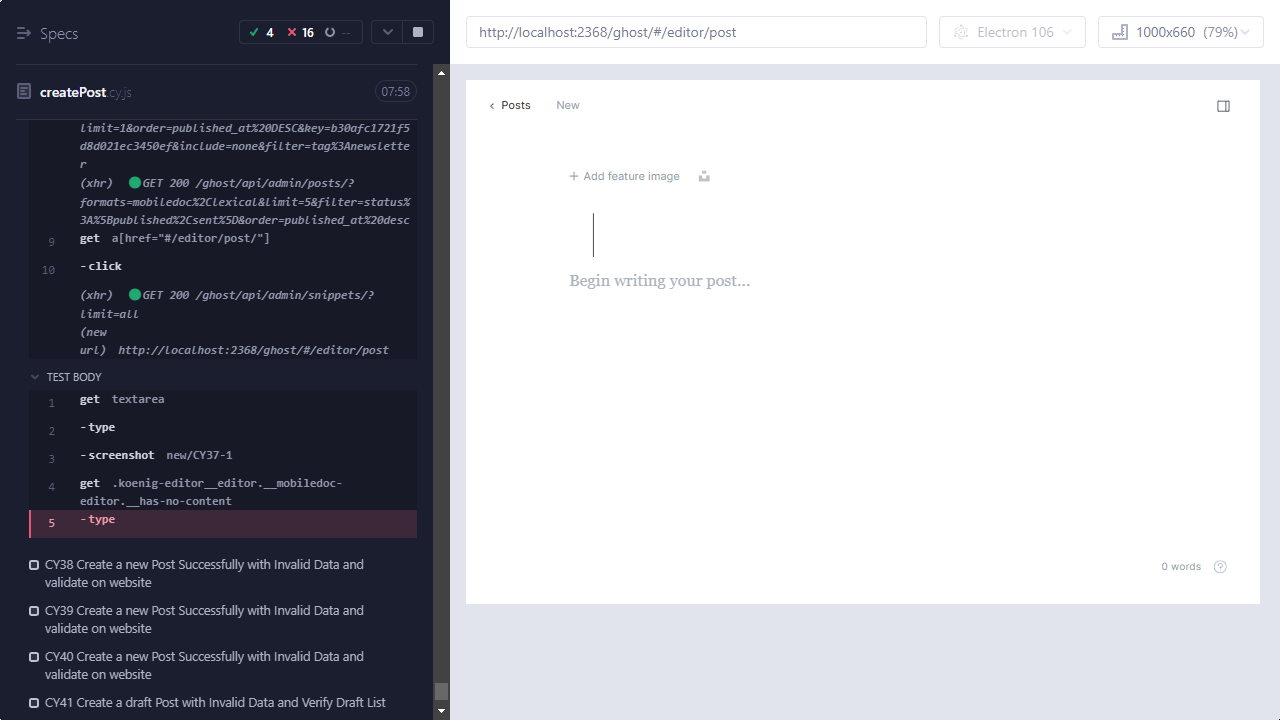 Specs
4
16
--
createPost.cy.js
07:58
limit=1&order=published_at%20DESC&key=b30afc1721f5
d8d021ec3450ef&include=none&filter=tag%3Anewslette
r
(xhr) GET 200 /ghost/api/admin/posts/?
formats=mobiledoc%2Clexical&limit=5&filter=status%
3A%5Bpublished%2Csent%5D&order=published_at%20desc
9 get a[href="#/editor/post/"]
10 -click
(xhr) GET 200 /ghost/api/admin/snippets/?
limit=all
(new
url) http://localhost:2368/ghost/#/editor/post
TEST BODY
1 get textarea
2 -type
3 -screenshot new/CY37-1
4 get .koenig-editor__editor.__mobiledoc-
editor.__has-no-content
5 -type
CY38 Create a new Post Successfully with Invalid Data and
validate on website
CY39 Create a new Post Successfully with Invalid Data and
validate on website
CY40 Create a new Post Successfully with Invalid Data and
validate on website
CY41 Create a draft Post with Invalid Data and Verify Draft List
http://localhost:2368/ghost/#/editor/post
Electron 106
1000x660 (79%)
‹ Posts
New
+ Add feature image
Begin writing your post...
0 words
?